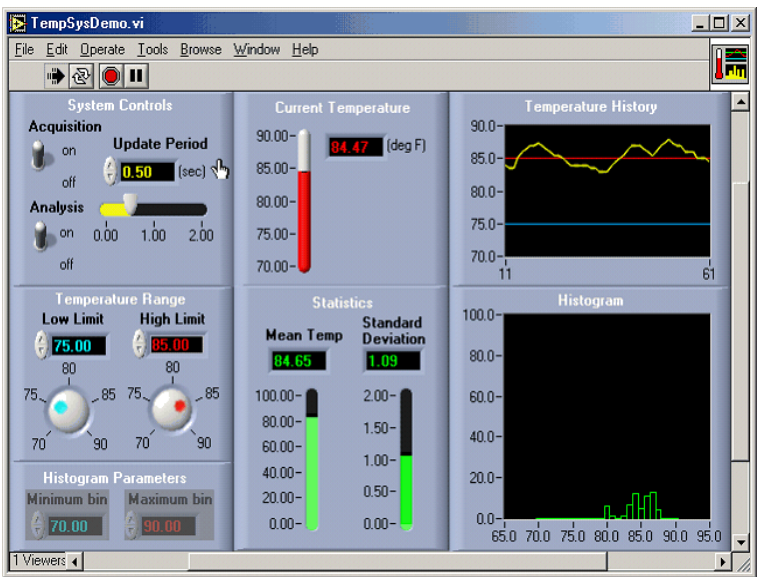 TempSysDemo.vi
File Edit Operate Tools Browse Window Help
System Controls
Acquisition
on
off
Update Period
0.50 (sec)
Analysis
on
off
0.00 1.00 2.00
Current Temperature
90.00
85.00
80.00
75.00
70.00
84.47 (deg F)
Temperature History
90.0
85.0
80.0
75.0
70.0
11 61
Temperature Range
Low Limit High Limit
75.00 85.00
80 80
75 85 75 85
70 90 70 90
Histogram Parameters
Minimum bin Maximum bin
70.00 90.00
Statistics
Mean Temp
84.65
100.00
80.00
60.00
40.00
20.00
0.00
Standard
Deviation
1.09
2.00
1.50
1.00
0.50
0.00
Histogram
100.0
80.0
60.0
40.0
20.0
0.0
65.0 70.0 75.0 80.0 85.0 90.0 95.0
1 Viewers